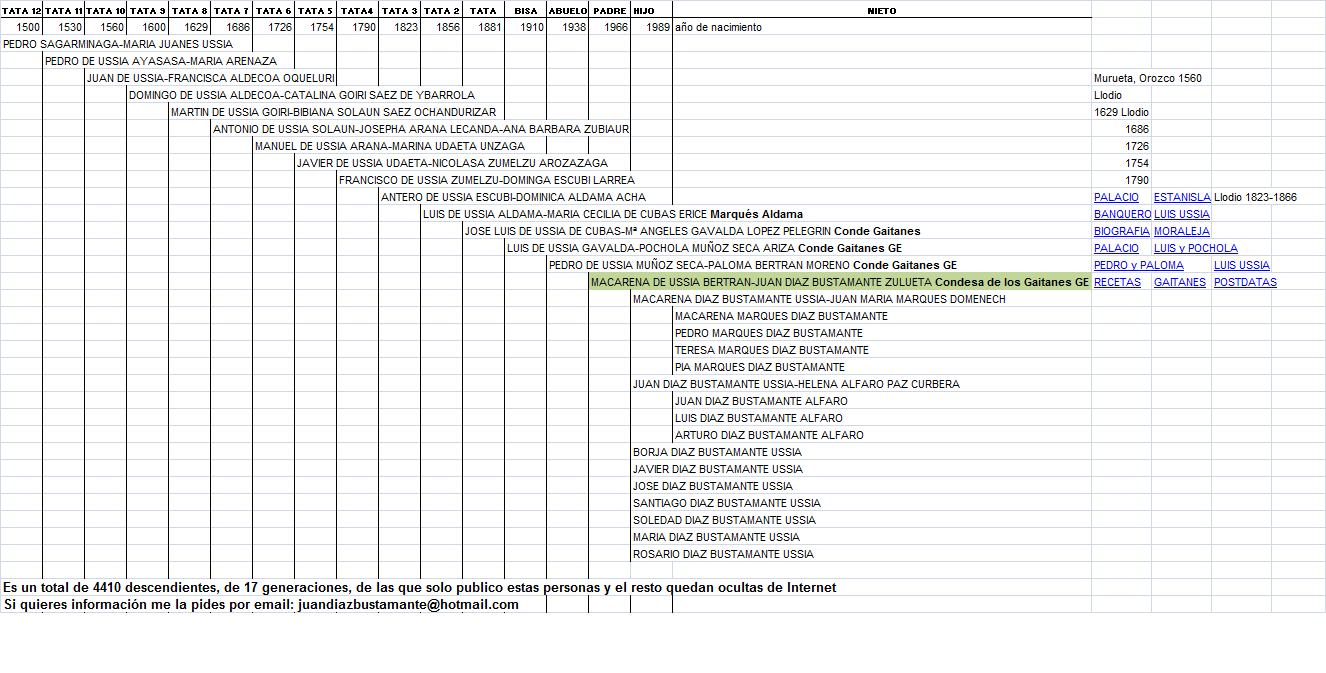 TATA 12 TATA 11 TATA 10 TATA 9 TATA 8 TATA 7 TATA 6 TATA 5 TATA4 TATA 3 TATA 2 TATA BISA ABUELO PADRE HIJO NIETO
1500 1530 1560 1600 1629 1686 1726 1754 1790 1823 1856 1881 1910 1938 1966 1989 año de nacimiento
PEDRO SAGARMINAGA-MARIA JUANES USSIA
PEDRO DE USSIA AYASASA-MARIA ARENAZA
JUAN DE USSIA-FRANCISCA ALDECOA OQUELURI Murueta, Orozco 1560
DOMINGO DE USSIA ALDECOA-CATALINA GOIRI SAEZ DE YBARROLA Llodio
MARTIN DE USSIA GOIRI-BIBIANA SOLAUN SAEZ OCHANDURIZAR 1629 Llodio
ANTONIO DE USSIA SOLAUN-JOSEPHA ARANA LECANDA-ANA BARBARA ZUBIAUR 1686
MANUEL DE USSIA ARANA-MARINA UDAETA UNZAGA 1726
JAVIER DE USSIA UDAETA-NICOLASA ZUMELZU AROZAZAGA 1754
FRANCISCO DE USSIA ZUMELZU-DOMINGA ESCUBI LARREA 1790
ANTERO DE USSIA ESCUBI-DOMINICA ALDAMA ACHA PALACIO ESTANISLA Llodio 1823-1866
LUIS DE USSIA ALDAMA-MARIA CECILIA DE CUBAS ERICE Marqués Aldama BANQUERO LUIS USSIA
JOSE LUIS DE USSIA DE CUBAS-Mª ANGELES GAVALDA LOPEZ PELEGRIN Conde Gaitanes BIOGRAFIA MORALEJA
LUIS DE USSIA GAVALDA-POCHOLA MUÑOZ SECA ARIZA Conde Gaitanes GE PALACIO LUIS y POCHOLA
PEDRO DE USSIA MUÑOZ SECA-PALOMA BERTRAN MORENO Conde Gaitanes GE PEDRO y PALOMA LUIS USSIA
MACARENA DE USSIA BERTRAN-JUAN DIAZ BUSTAMANTE ZULUETA Condesa de los Gaitanes GE RECETAS GAITANES POSTDATAS
MACARENA DIAZ BUSTAMANTE USSIA-JUAN MARIA MARQUES DOMENECH
MACARENA MARQUES DIAZ BUSTAMANTE
PEDRO MARQUES DIAZ BUSTAMANTE
TERESA MARQUES DIAZ BUSTAMANTE
PIA MARQUES DIAZ BUSTAMANTE
JUAN DIAZ BUSTAMANTE USSIA-HELENA ALFARO PAZ CURBERA
JUAN DIAZ BUSTAMANTE ALFARO
LUIS DIAZ BUSTAMANTE ALFARO
ARTURO DIAZ BUSTAMANTE ALFARO
BORJA DIAZ BUSTAMANTE USSIA
JAVIER DIAZ BUSTAMANTE USSIA
JOSE DIAZ BUSTAMANTE USSIA
SANTIAGO DIAZ BUSTAMANTE USSIA
SOLEDAD DIAZ BUSTAMANTE USSIA
MARIA DIAZ BUSTAMANTE USSIA
ROSARIO DIAZ BUSTAMANTE USSIA
Es un total de 4410 descendientes, de 17 generaciones, de las que solo publico estas personas y el resto quedan ocultas de Internet
Si quieres información me la pides por email: juandiazbustamante@hotmail.com